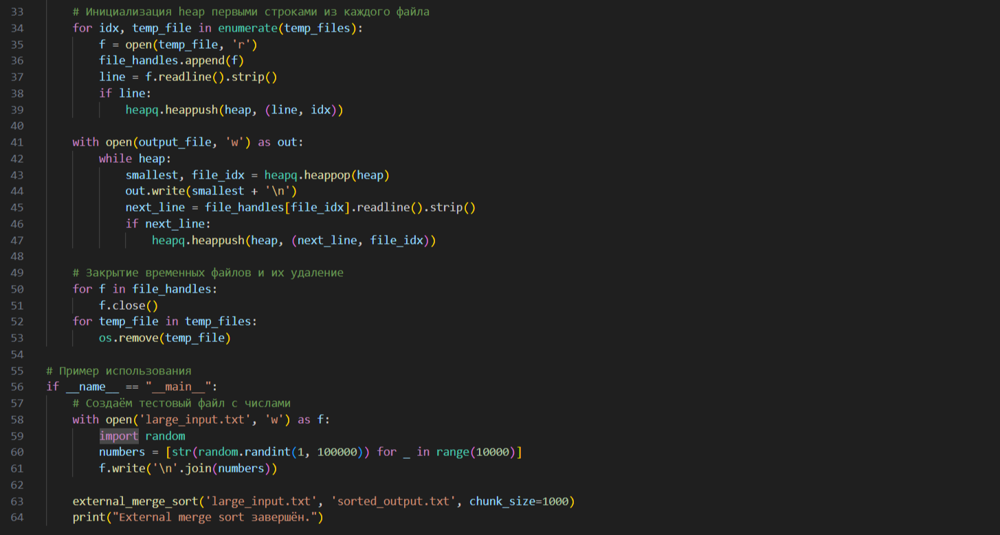 33 # Инициализация heap первыми строками из каждого файла
34 for idx, temp_file in enumerate(temp_files):
35     f = open(temp_file, 'r')
36     file_handles.append(f)
37     line = f.readline().strip()
38     if line:
39         heapq.heappush(heap, (line, idx))
40
41 with open(output_file, 'w') as out:
42     while heap:
43         smallest, file_idx = heapq.heappop(heap)
44         out.write(smallest + '\n')
45         next_line = file_handles[file_idx].readline().strip()
46         if next_line:
47             heapq.heappush(heap, (next_line, file_idx))
48
49 # Закрытие временных файлов и их удаление
50 for f in file_handles:
51     f.close()
52 for temp_file in temp_files:
53     os.remove(temp_file)
54
55 # Пример использования
56 if __name__ == "__main__":
57     # Создаём тестовый файл с числами
58     with open('large_input.txt', 'w') as f:
59         import random
60         numbers = [str(random.randint(1, 100000)) for _ in range(10000)]
61         f.write('\n'.join(numbers))
62
63     external_merge_sort('large_input.txt', 'sorted_output.txt', chunk_size=1000)
64     print("External merge sort завершён.")